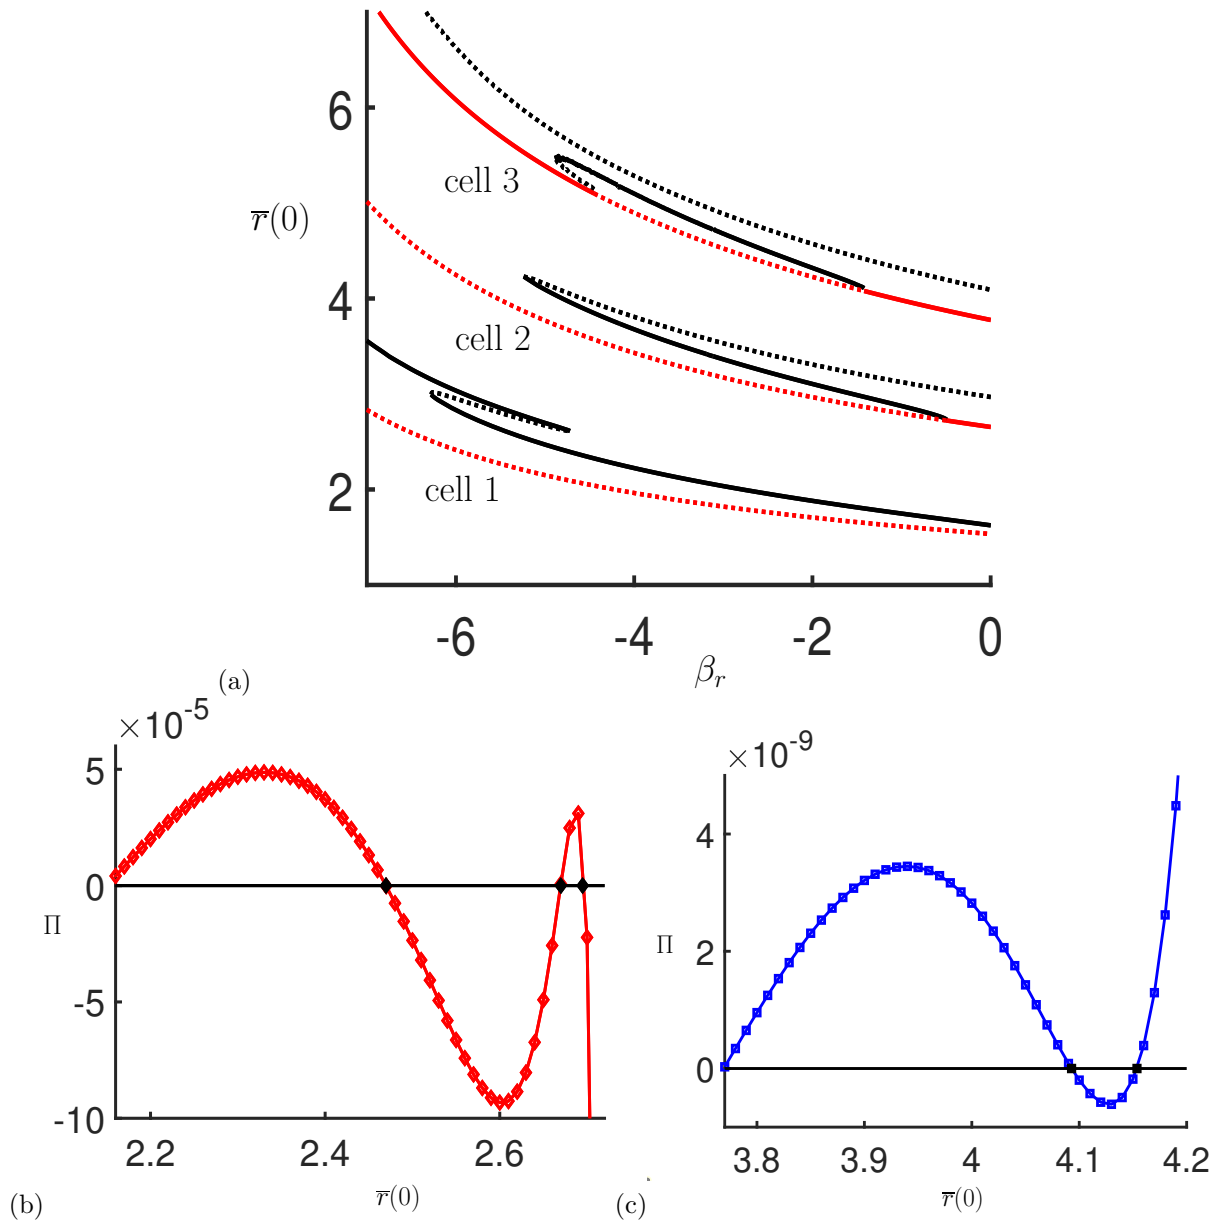 6
cell 3
r̅(0)
4
cell 2
2
cell 1
-6 -4 -2 0
β_r
(a)
×10^-5
5
0
Π
-5
-10
2.2 2.4 2.6
r̅(0)
(b)
×10^-9
4
2
Π
0
3.8 3.9 4 4.1 4.2
r̅(0)
(c)